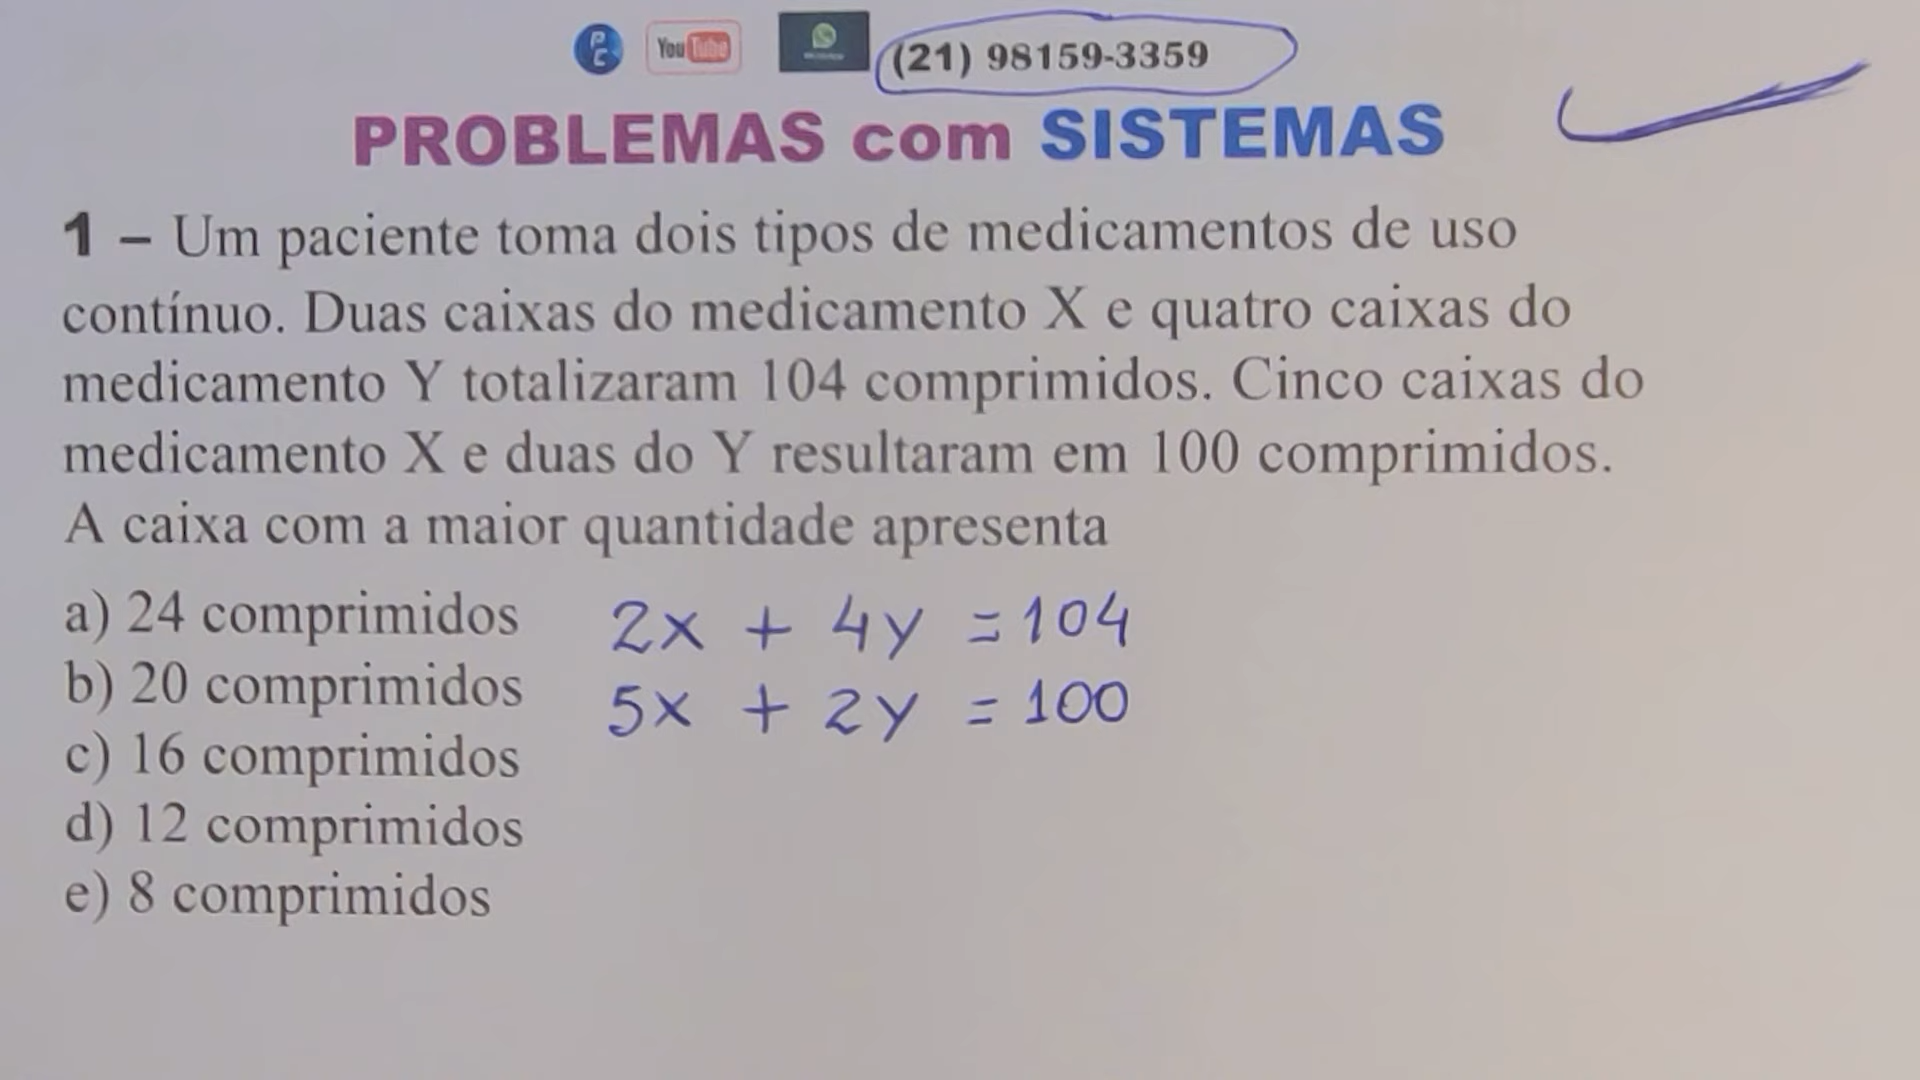 PC YouTube (21) 98159-3359
PROBLEMAS com SISTEMAS
1 – Um paciente toma dois tipos de medicamentos de uso
contínuo. Duas caixas do medicamento X e quatro caixas do
medicamento Y totalizaram 104 comprimidos. Cinco caixas do
medicamento X e duas do Y resultaram em 100 comprimidos.
A caixa com a maior quantidade apresenta
a) 24 comprimidos
2x + 4y = 104
b) 20 comprimidos
5x + 2y = 100
c) 16 comprimidos
d) 12 comprimidos
e) 8 comprimidos